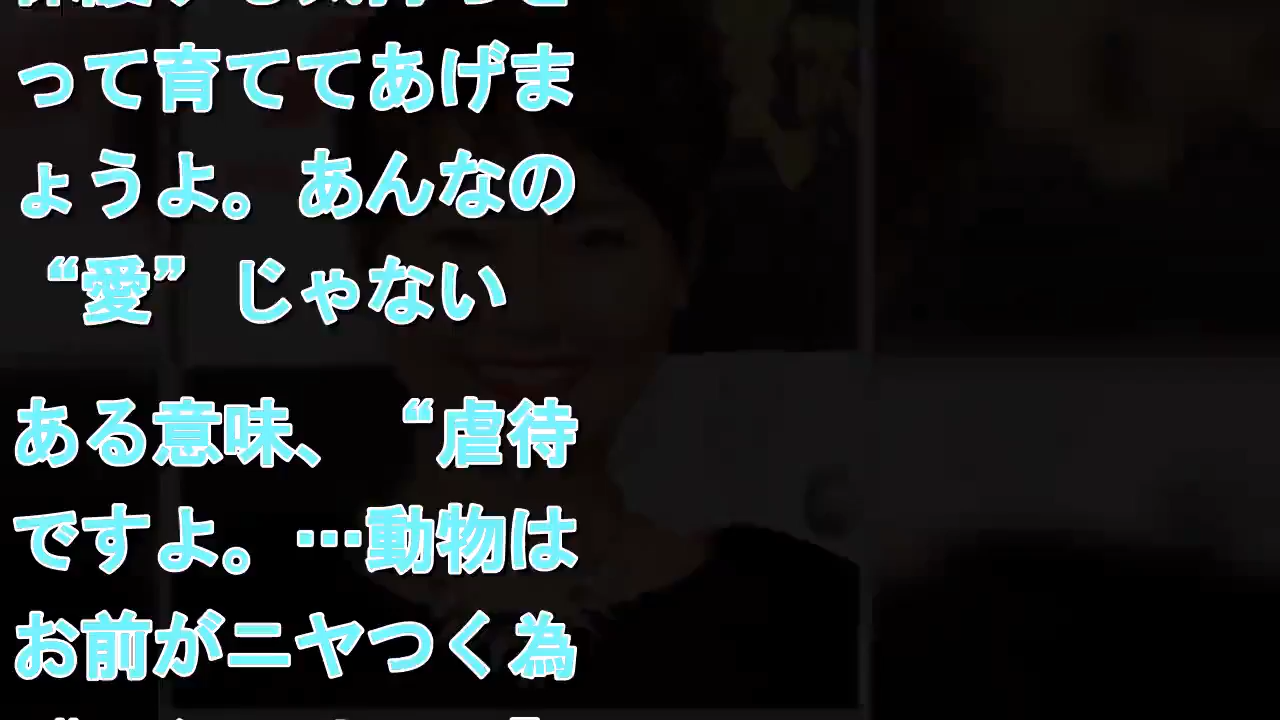 って育ててあげま
ょうよ。あんなの
“愛”じゃない
ある意味、“虐待
ですよ。…動物は
お前がニヤつく為